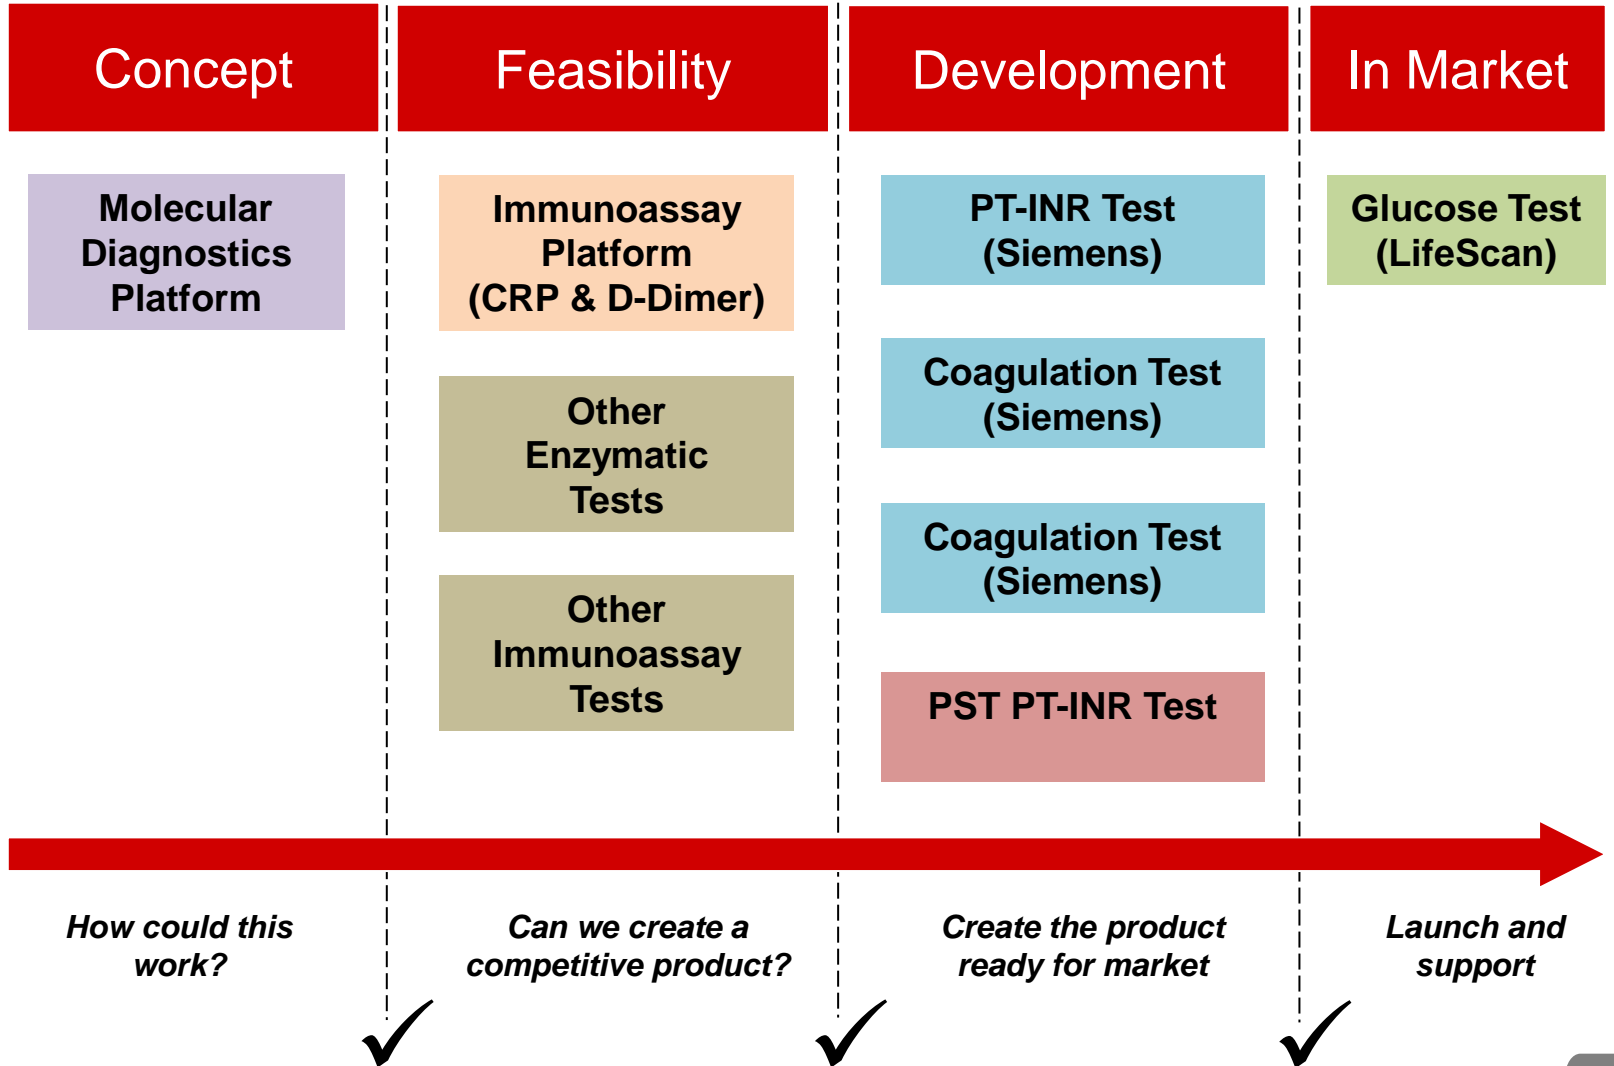 Concept
Feasibility
Development
In Market
Molecular
Diagnostics
Platform
Immunoassay
Platform
(CRP & D-Dimer)
Other
Enzymatic
Tests
Other
Immunoassay
Tests
PT-INR Test
(Siemens)
Coagulation Test
(Siemens)
Coagulation Test
(Siemens)
PST PT-INR Test
Glucose Test
(LifeScan)
How could this
work?
Can we create a
competitive product?
Create the product
ready for market
Launch and
support